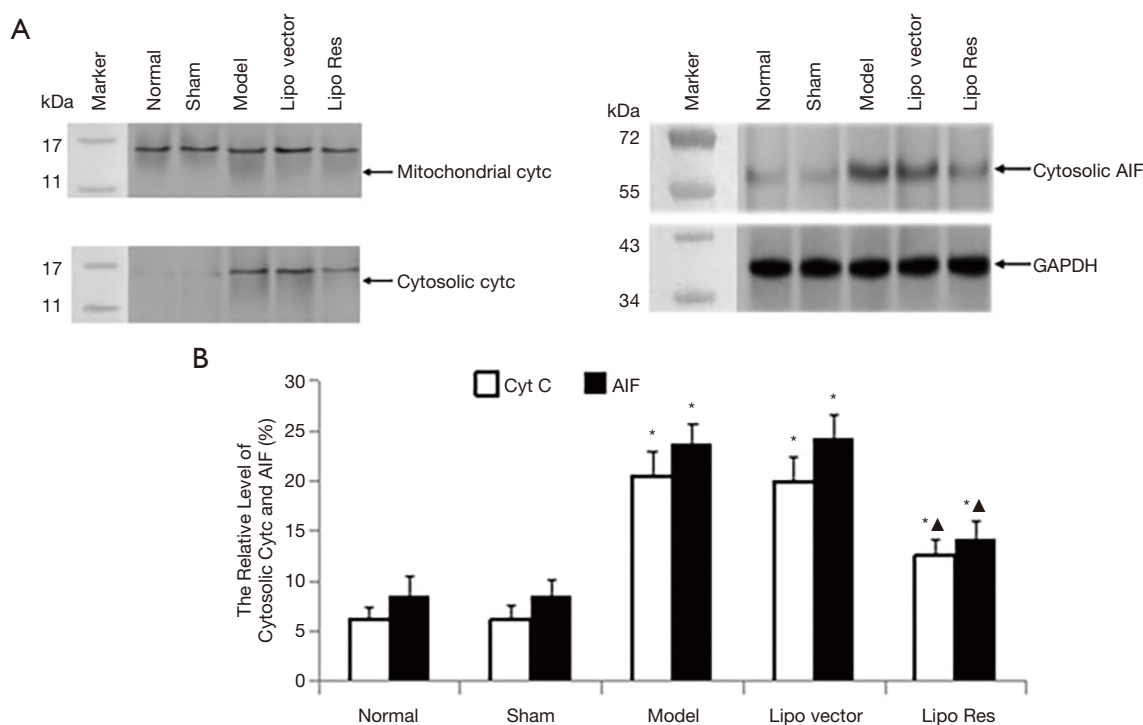 A
kDa
Marker
Normal
Sham
Model
Lipo vector
Lipo Res
17
11
Mitochondrial cytc
17
11
Cytosolic cytc
kDa
Marker
Normal
Sham
Model
Lipo vector
Lipo Res
72
55
Cytosolic AIF
43
34
GAPDH
B
The Relative Level of
Cytosolic Cytc and AIF (%)
30
25
20
15
10
5
0
Cyt C
AIF
* * * * *▲ *▲
Normal Sham Model Lipo vector Lipo Res